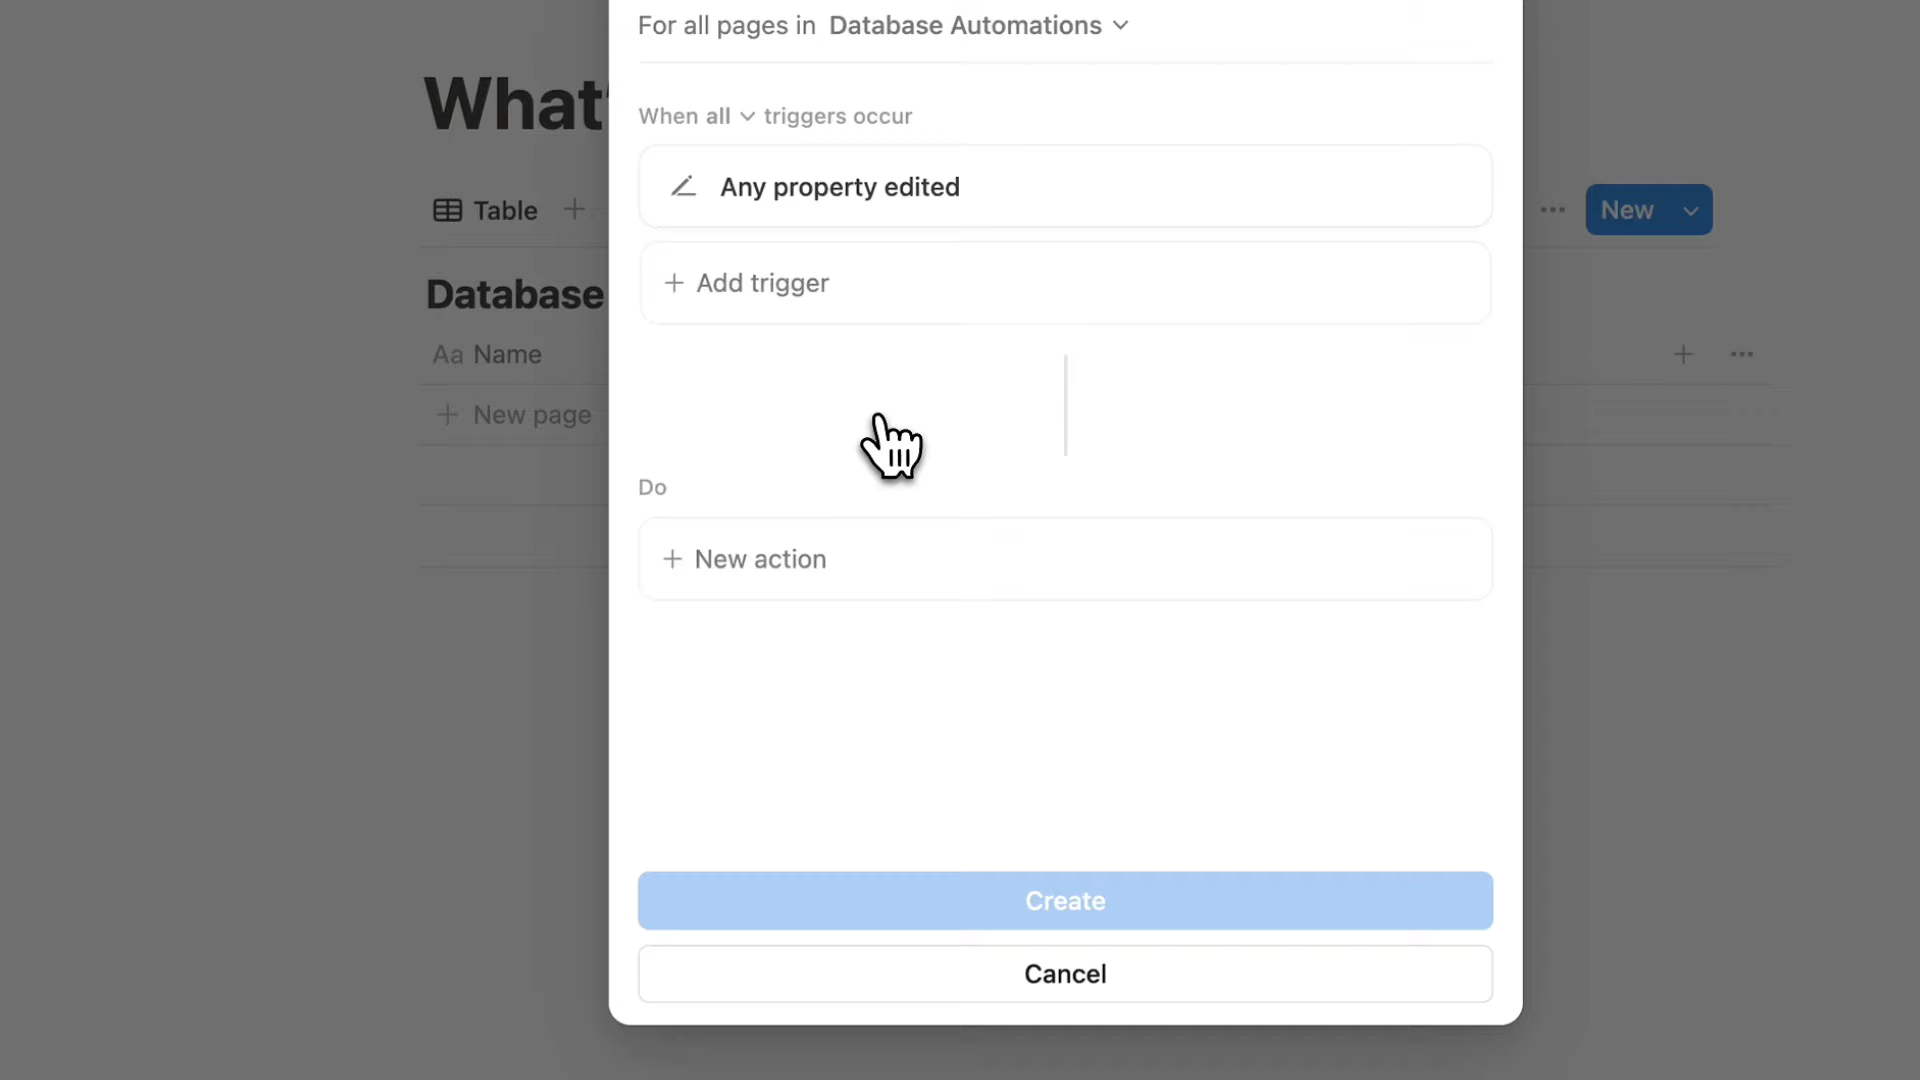 For all pages in Database Automations
What'
When all triggers occur
Any property edited
Table
New
Add trigger
Database
Aa Name
New page
Do
New action
Create
Cancel